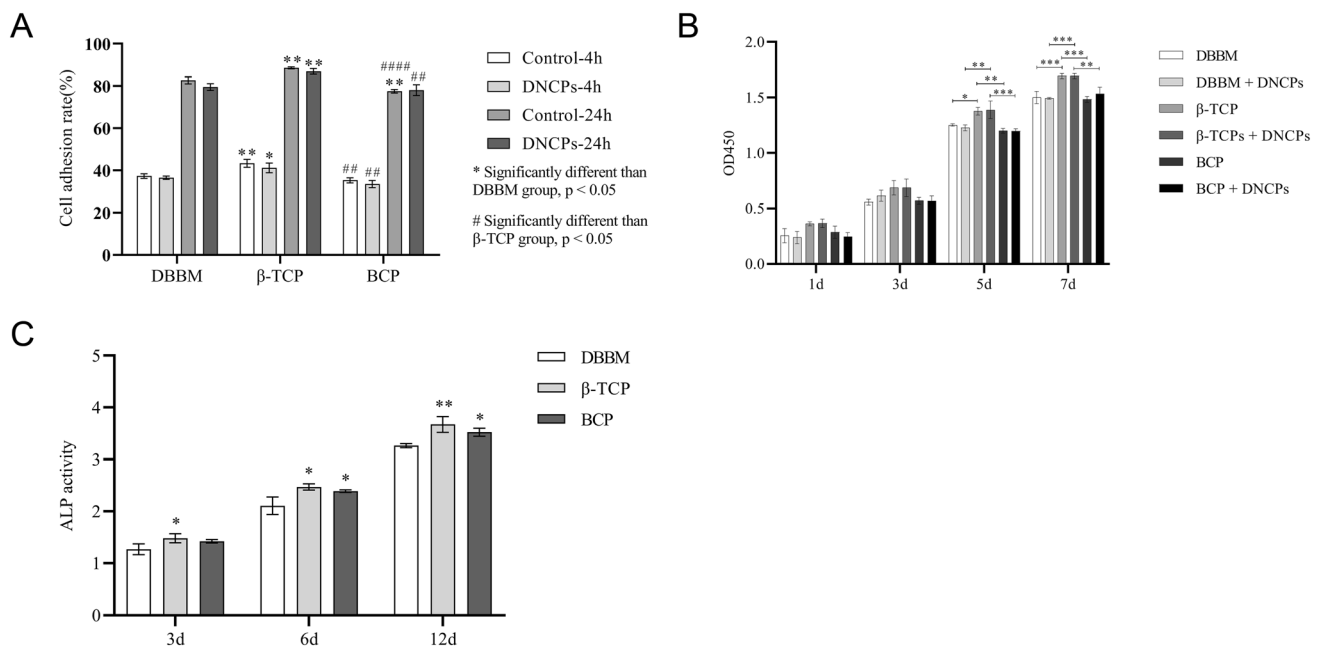 A
Cell adhesion rate(%)
100
80
60
40
20
0
** **
####
**
##
** *
## ##
DBBM β-TCP BCP
Control-4h
DNCPs-4h
Control-24h
DNCPs-24h
* Significantly different than
DBBM group, p < 0.05
# Significantly different than
β-TCP group, p < 0.05
B
OD450
2.0
1.5
1.0
0.5
0.0
**
**
* ***
***
***
*** **
1d 3d 5d 7d
DBBM
DBBM + DNCPs
β-TCP
β-TCPs + DNCPs
BCP
BCP + DNCPs
C
ALP activity
5
4
3
2
1
0
*
* *
** *
3d 6d 12d
DBBM
β-TCP
BCP